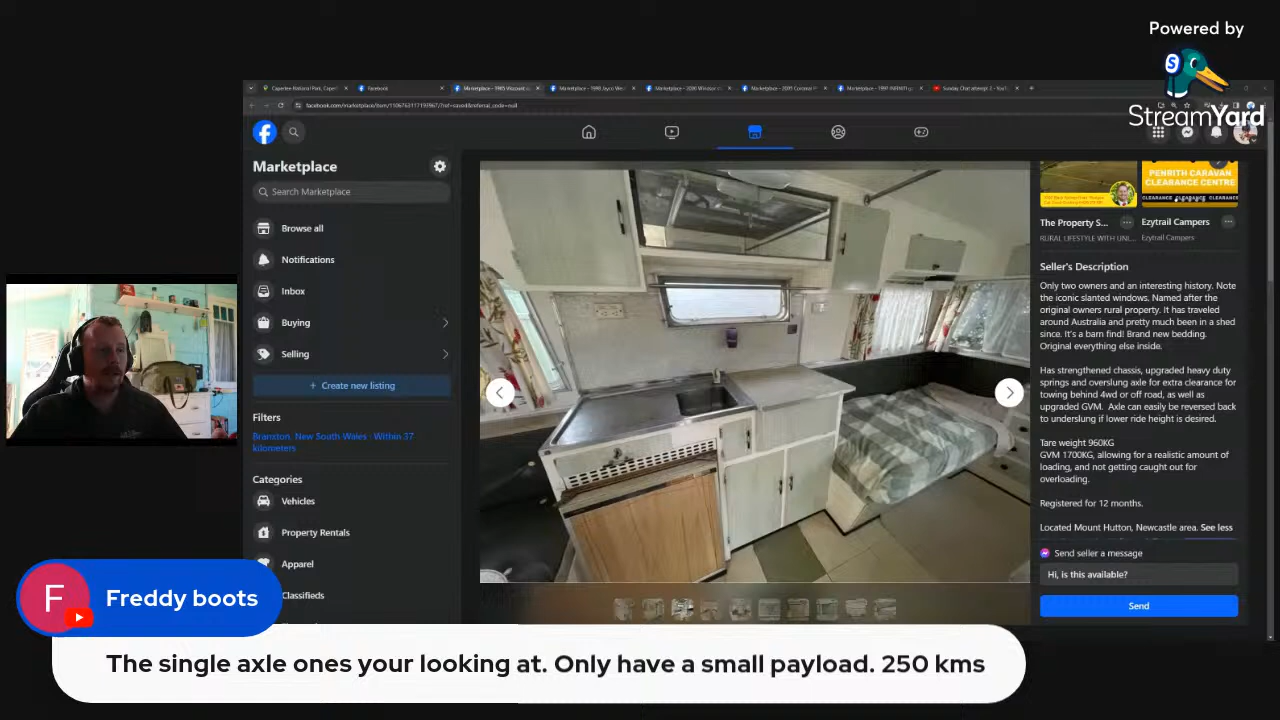 Powered by
StreamYard
Marketplace
Search Marketplace
Browse all
Notifications
Inbox
Buying
Selling
+ Create new listing
Filters
Branxton, New South Wales · Within 37
kilometers
Categories
Vehicles
Property Rentals
Apparel
Classifieds
PENRITH CARAVAN
CLEARANCE CENTRE
The Property S...
RURAL LIFESTYLE WITH UNL...
Ezytrail Campers
Ezytrail Campers
Seller's Description
Only two owners and an interesting history. Note
the iconic slanted windows. Named after the
original owners rural property. It has traveled
around Australia and pretty much been in a shed
since. It's a barn find! Brand new bedding.
Original everything else inside.
Has strengthened chassis, upgraded heavy duty
springs and overslung axle for extra clearance for
towing behind 4wd or off road, as well as
upgraded GVM. Axle can easily be reversed back
to underslung if lower ride height is desired.
Tare weight 960KG
GVM 1700KG, allowing for a realistic amount of
loading, and not getting caught out for
overloading.
Registered for 12 months.
Located Mount Hutton, Newcastle area. See less
Send seller a message
Hi, is this available?
Send
F
Freddy boots
The single axle ones your looking at. Only have a small payload. 250 kms